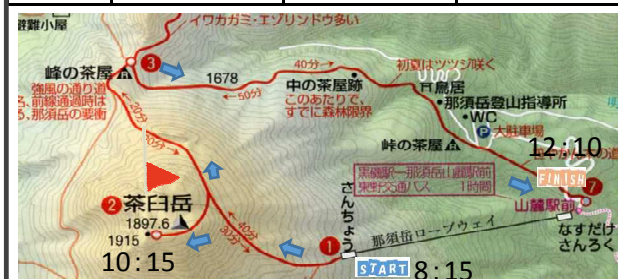 避難小屋
イワカガミ・エゾリンドウ多い
峰の茶屋
3
1678
40分→
←50分
初夏はツツジ咲く
中の茶屋跡
このあたりで、
すでに森林限界
鳥居
那須岳登山指導所
WC
P 大駐車場
強風の通り道
前線通過時は
那須岳の要衝
峠の茶屋
12:10
FINISH
7
黒磯駅—那須岳山麓駅前
東野交通バス 1時間
山麓駅前
なすだけ
さんろく
さんちょう
那須岳ロープウェイ
2 茶臼岳
1897.6
1915
10:15
←40分
30分→
1
START 8:15